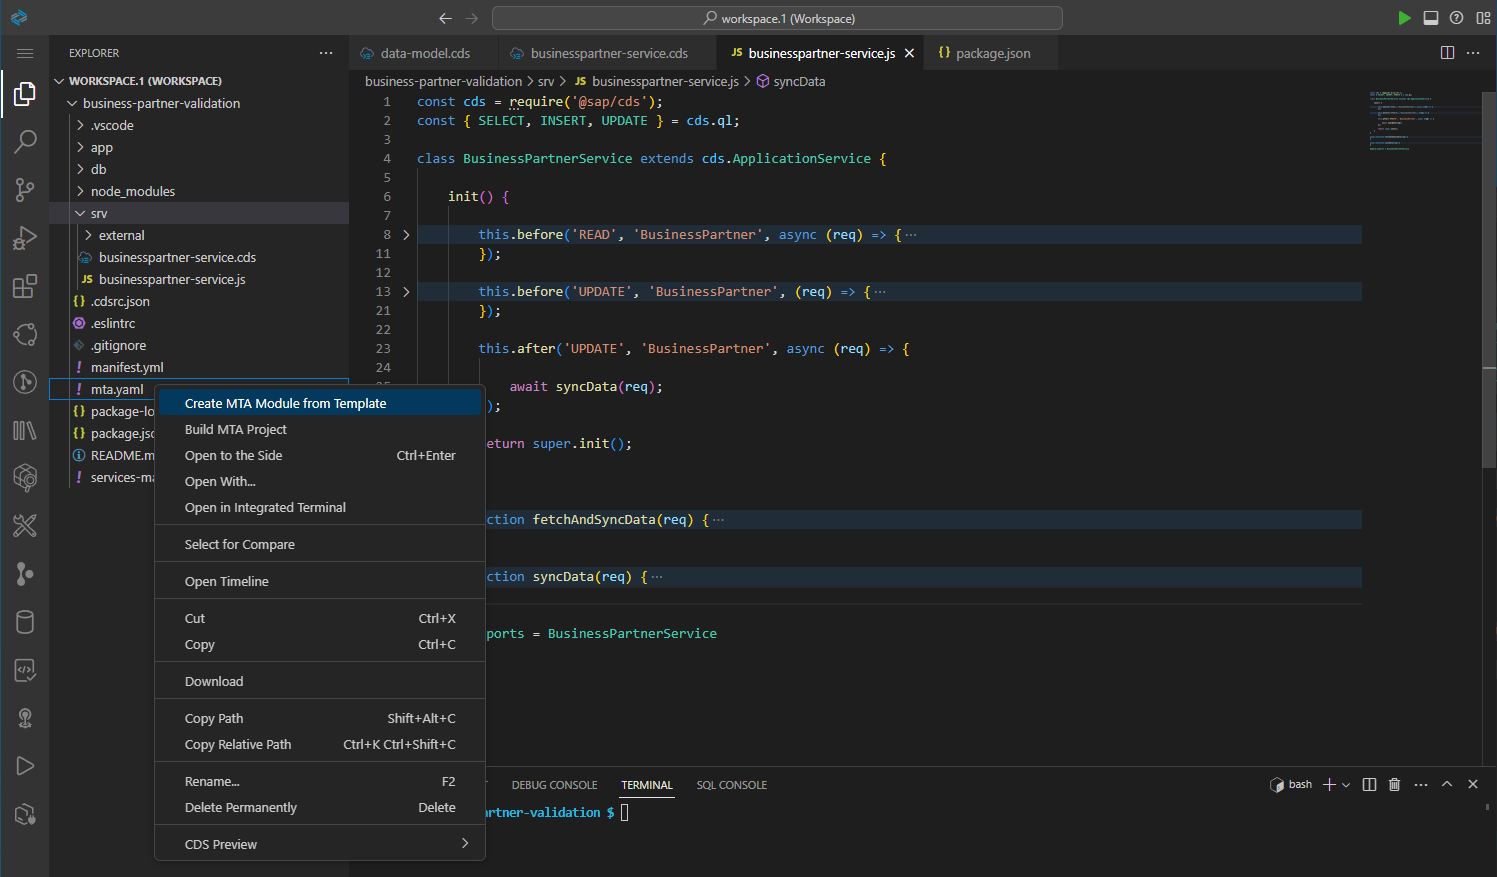 workspace.1 (Workspace)
EXPLORER
WORKSPACE.1 (WORKSPACE)
business-partner-validation
.vscode
app
db
node_modules
srv
external
businesspartner-service.cds
JS businesspartner-service.js
{} .cdsrc.json
.eslintrc
.gitignore
! manifest.yml
! mta.yaml
{} package-lo
{} package.jso
README.m
! services-ma
Create MTA Module from Template
Build MTA Project
Open to the Side Ctrl+Enter
Open With...
Open in Integrated Terminal
Select for Compare
Open Timeline
Cut Ctrl+X
Copy Ctrl+C
Download
Copy Path Shift+Alt+C
Copy Relative Path Ctrl+K Ctrl+Shift+C
Rename... F2
Delete Permanently Delete
CDS Preview
data-model.cds
businesspartner-service.cds
JS businesspartner-service.js
{} package.json
business-partner-validation > srv > JS businesspartner-service.js > syncData
1 const cds = require('@sap/cds');
2 const { SELECT, INSERT, UPDATE } = cds.ql;
3
4 class BusinessPartnerService extends cds.ApplicationService {
5
6 init() {
7
8 this.before('READ', 'BusinessPartner', async (req) => {···
11 });
12
13 this.before('UPDATE', 'BusinessPartner', (req) => {···
21 });
22
23 this.after('UPDATE', 'BusinessPartner', async (req) => {
24
await syncData(req);
);
eturn super.init();
ction fetchAndSyncData(req) {···
ction syncData(req) {···
ports = BusinessPartnerService
DEBUG CONSOLE
TERMINAL
SQL CONSOLE
bash
artner-validation $